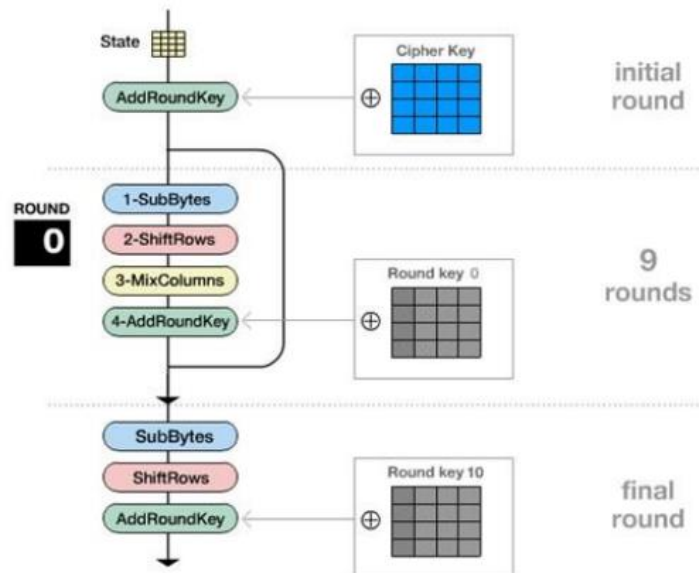 State
Cipher Key
AddRoundKey
⊕
initial
round
1-SubBytes
ROUND
0
2-ShiftRows
3-MixColumns
4-AddRoundKey
Round key 0
⊕
9
rounds
SubBytes
ShiftRows
AddRoundKey
Round key 10
⊕
final
round